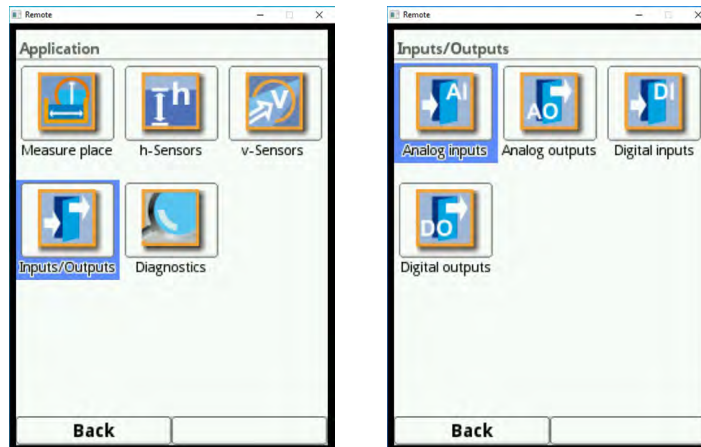 Remote
Application
h
v
Measure place h-Sensors v-Sensors
Inputs/Outputs Diagnostics
Back
Remote
Inputs/Outputs
AI
AO
DI
Analog inputs Analog outputs Digital inputs
DO
Digital outputs
Back